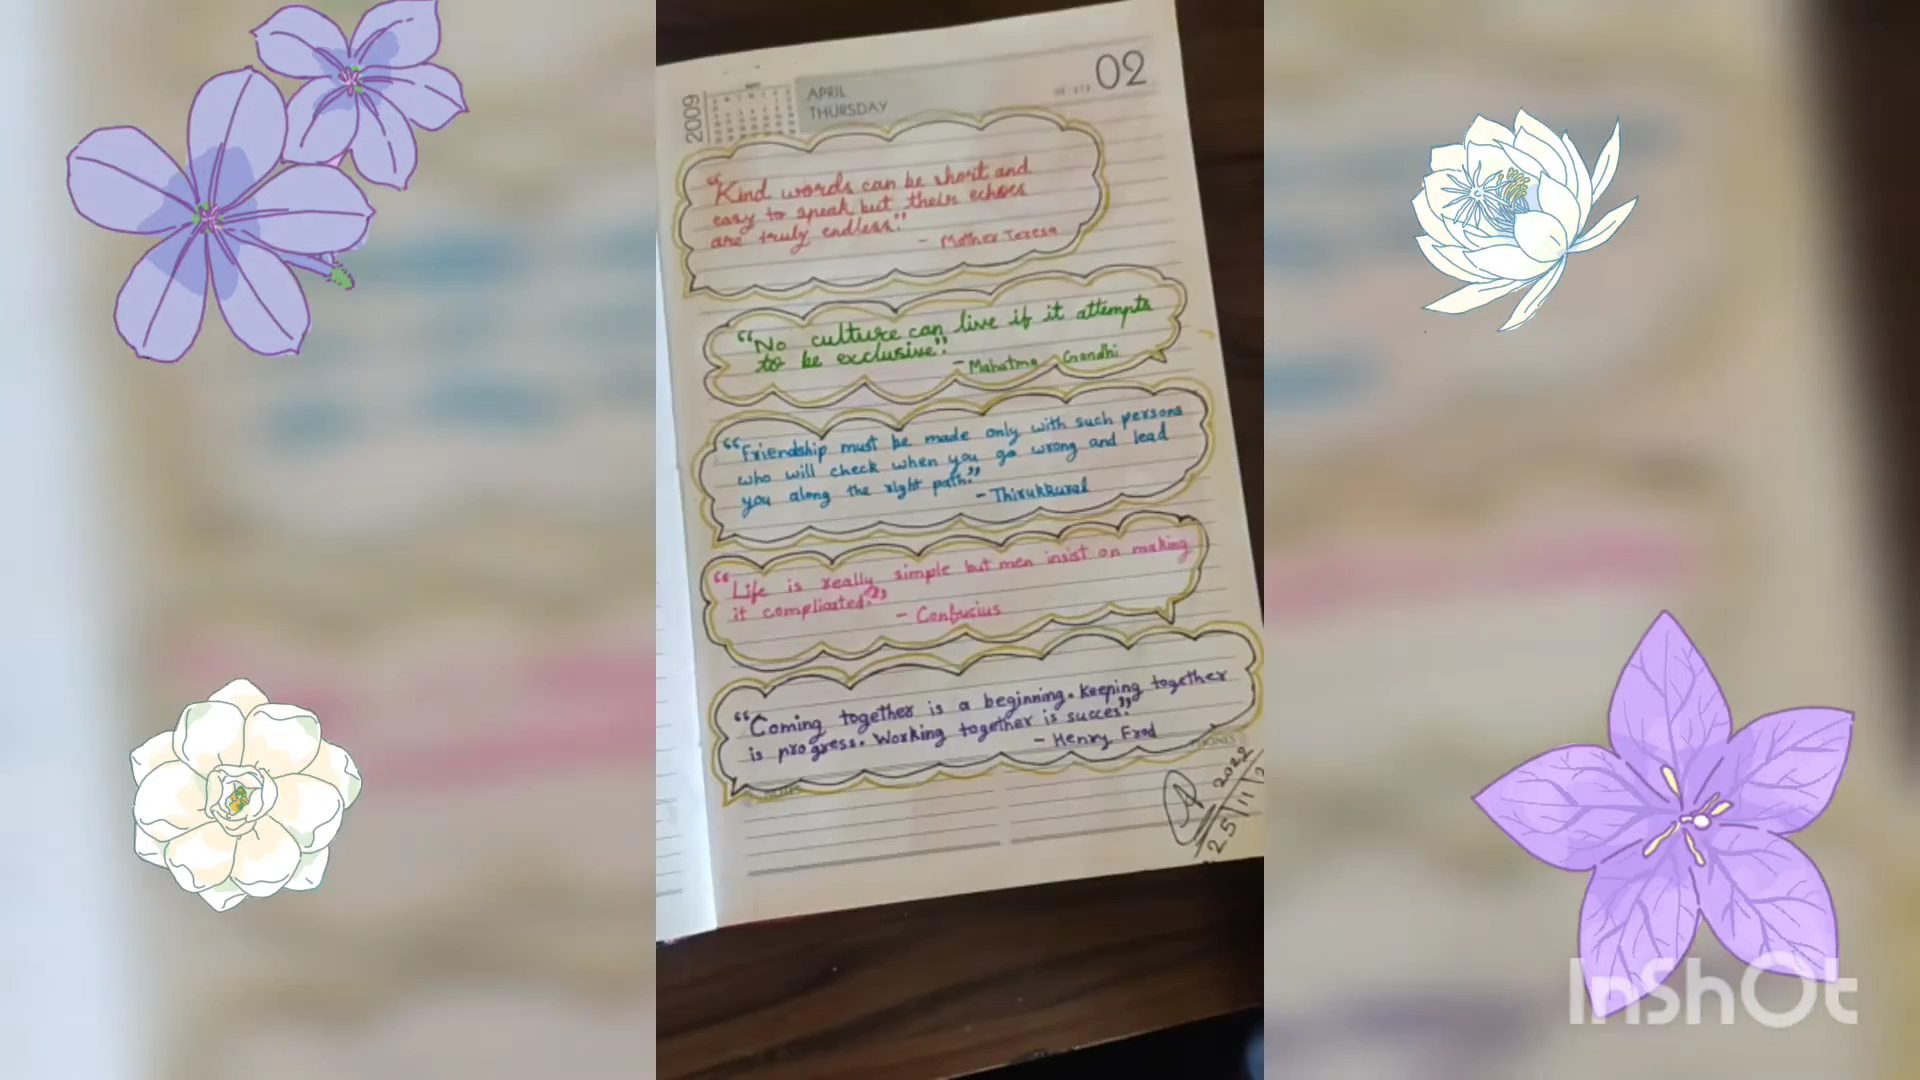 2009
APRIL
THURSDAY
02
"Kind words can be short and
easy to speak but their echoes
are truly endless."
- Mother Teresa
"No culture can live if it attempts
to be exclusive".
- Mahatma Gandhi
"Friendship must be made only with such persons
who will check when you go wrong and lead
you along the right path."
- Thirukkural
"Life is really simple but men insist on making
it complicated."
- Confucius
"Coming together is a beginning. Keeping together
is progress. Working together is succes."
- Henry Frod
NOTES
2022
25/11/2
InShOt